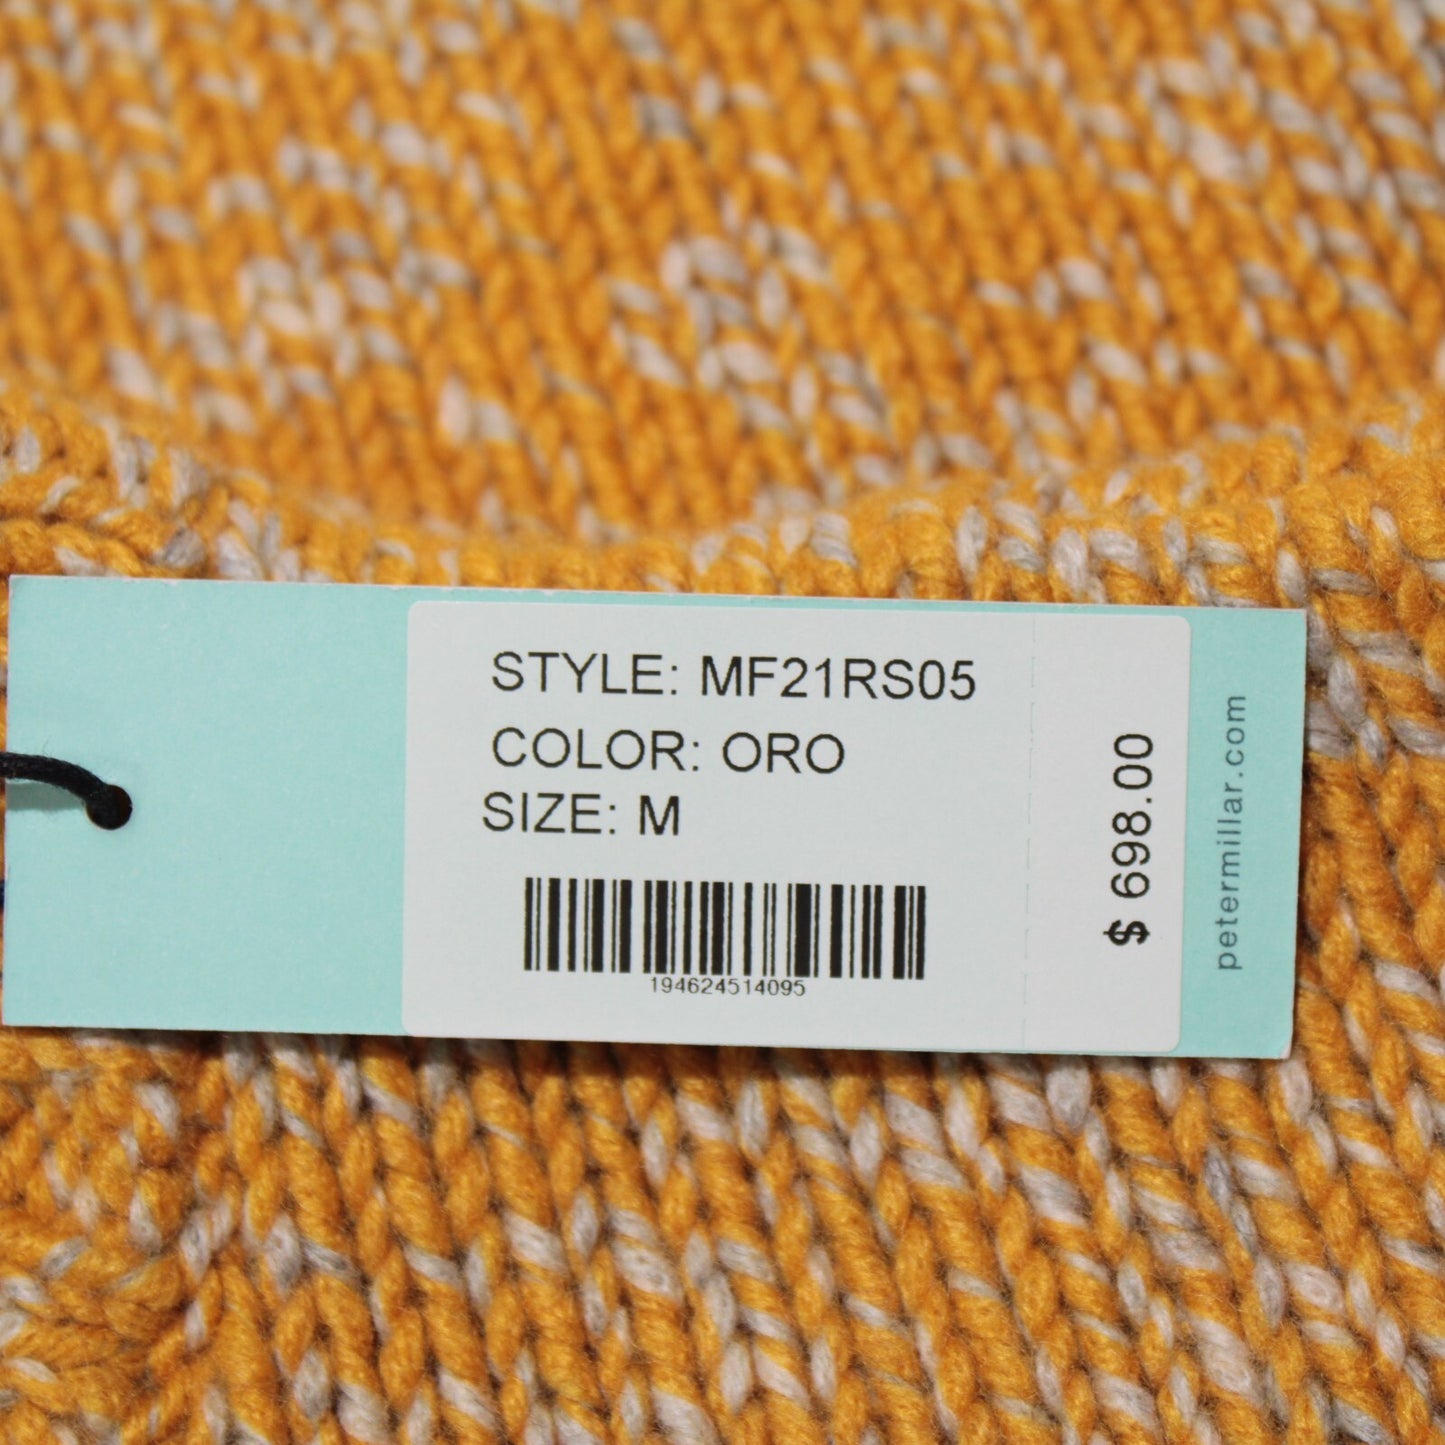 STYLE: MF21RS05
COLOR: ORO
SIZE: M
194624514095
$ 698.00
petermillar.com